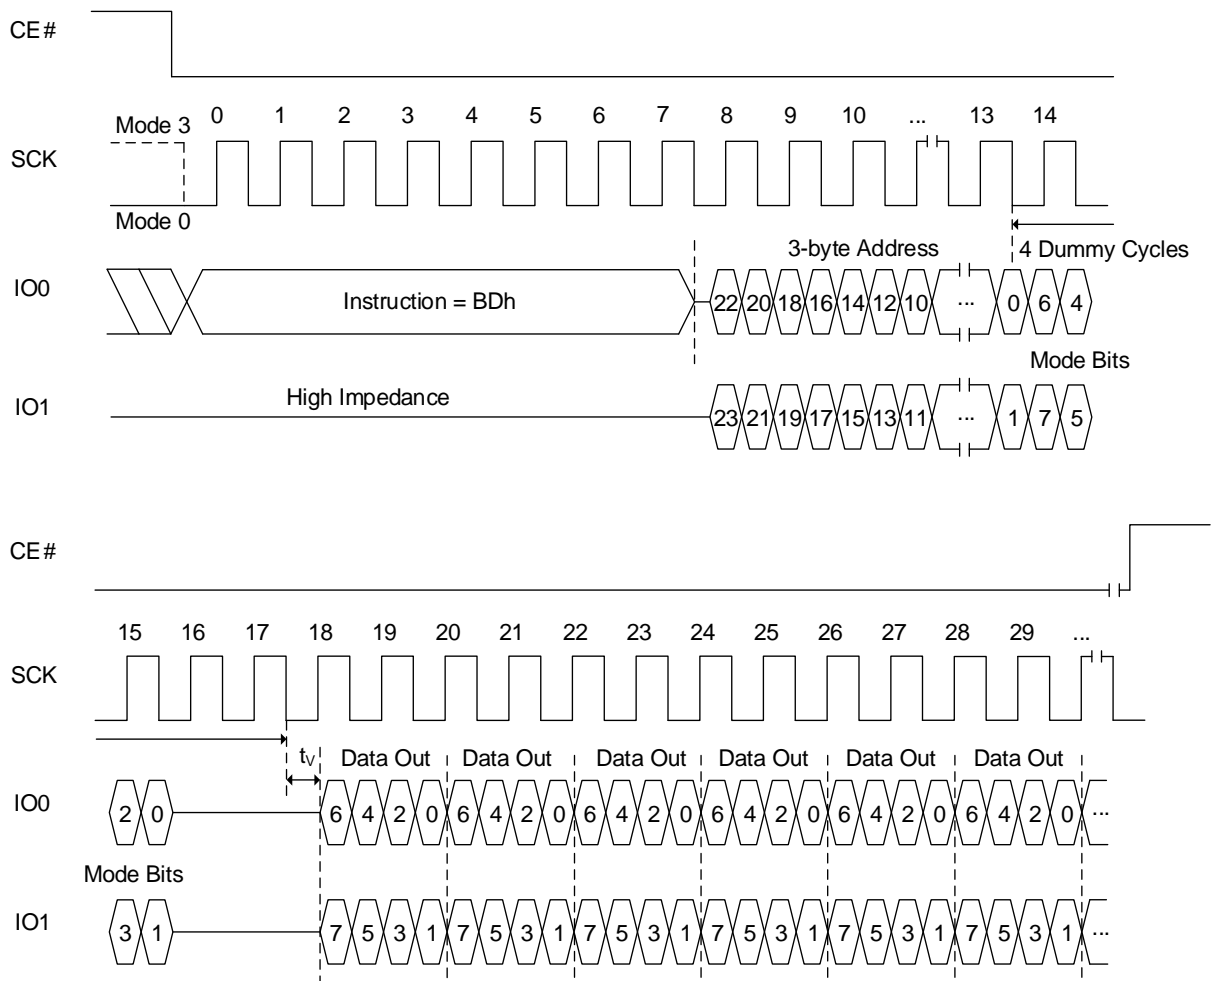 CE#
Mode 3
0 1 2 3 4 5 6 7 8 9 10 ... 13 14
SCK
Mode 0
3-byte Address
4 Dummy Cycles
IO0
Instruction = BDh
22 20 18 16 14 12 10 ... 0 6 4
Mode Bits
IO1
High Impedance
23 21 19 17 15 13 11 ... 1 7 5
CE#
15 16 17 18 19 20 21 22 23 24 25 26 27 28 29 ...
SCK
tV
Data Out Data Out Data Out Data Out Data Out Data Out
IO0
2 0 6 4 2 0 6 4 2 0 6 4 2 0 6 4 2 0 6 4 2 0 6 4 2 0 ...
Mode Bits
IO1
3 1 7 5 3 1 7 5 3 1 7 5 3 1 7 5 3 1 7 5 3 1 7 5 3 1 ...